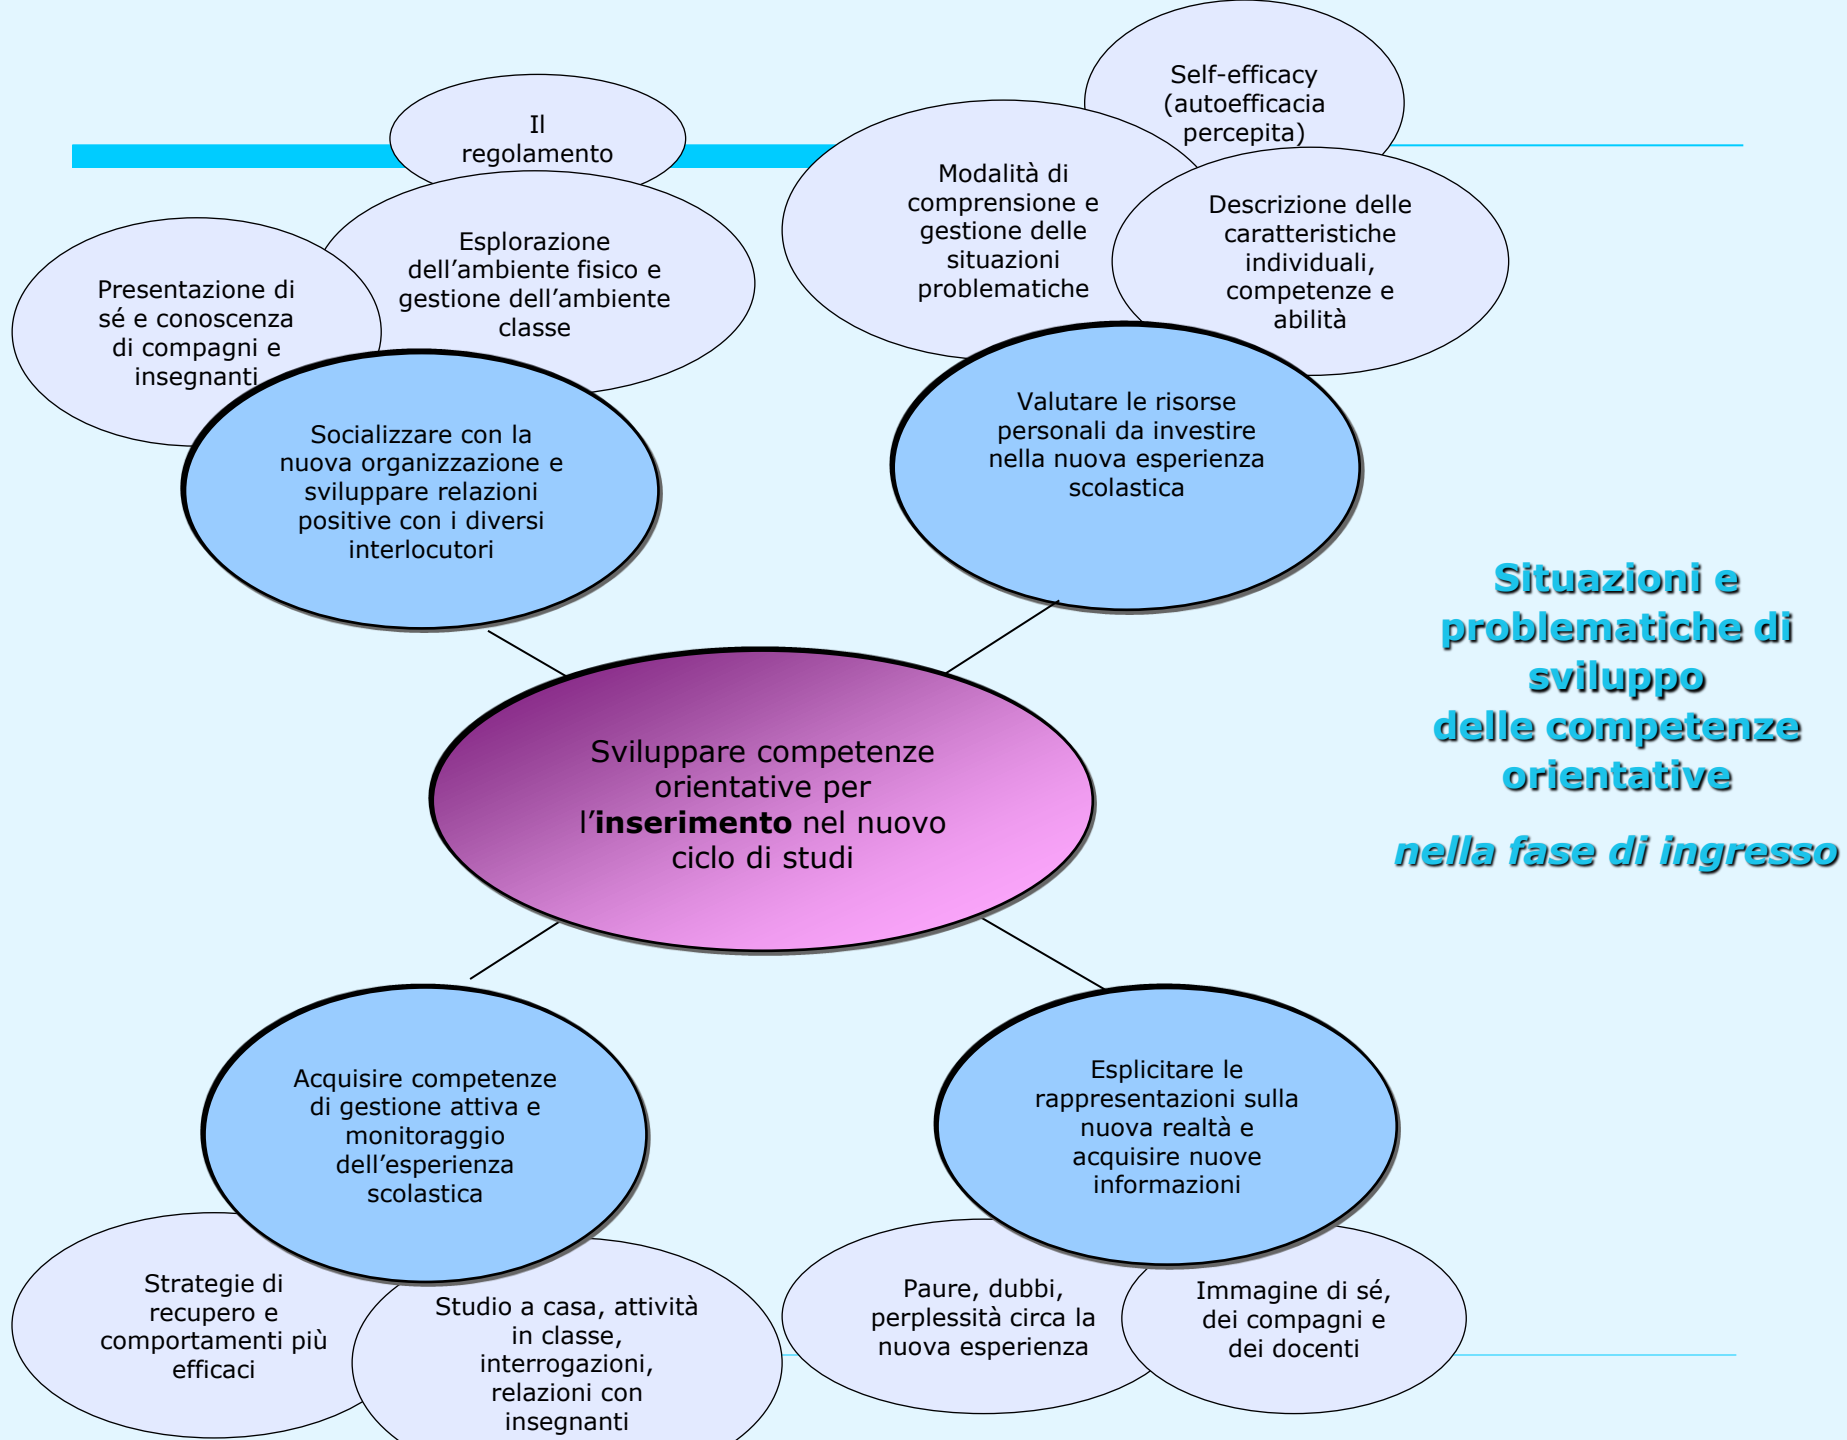 Self-efficacy
(autoefficacia
percepita)
Il
regolamento
Modalità di
comprensione e
gestione delle
situazioni
problematiche
Descrizione delle
caratteristiche
individuali,
competenze e
abilità
Esplorazione
dell’ambiente fisico e
gestione dell’ambiente
classe
Presentazione di
sé e conoscenza
di compagni e
insegnanti
Socializzare con la
nuova organizzazione e
sviluppare relazioni
positive con i diversi
interlocutori
Valutare le risorse
personali da investire
nella nuova esperienza
scolastica
Situazioni e
problematiche di
sviluppo
delle competenze
orientative
nella fase di ingresso
Sviluppare competenze
orientative per
l’inserimento nel nuovo
ciclo di studi
Acquisire competenze
di gestione attiva e
monitoraggio
dell’esperienza
scolastica
Esplicitare le
rappresentazioni sulla
nuova realtà e
acquisire nuove
informazioni
Strategie di
recupero e
comportamenti più
efficaci
Studio a casa, attività
in classe,
interrogazioni,
relazioni con
insegnanti
Paure, dubbi,
perplessità circa la
nuova esperienza
Immagine di sé,
dei compagni e
dei docenti